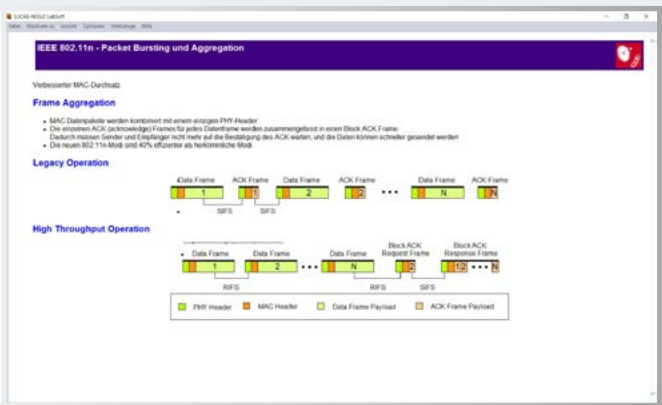 LUCAS-NÜLLE LabSoft
IEEE 802.11n - Packet Bursting und Aggregation
Verbesserter MAC-Durchsatz
Frame Aggregation
• MAC Datenpakete werden kombiniert mit einem einzigen PHY-Header
• Die einzelnen ACK (acknowledge) Frames für jedes Datenframe werden zusammengefasst in einen Block ACK Frame
Dadurch müssen Sender und Empfänger nicht mehr auf die Bestätigung des ACK warten, und die Daten können schneller gesendet werden
• Die neuen 802.11n-Modi sind 40% effizienter als herkömmliche Modi
Legacy Operation
Data Frame ACK Frame Data Frame ACK Frame Data Frame ACK Frame
1 1 2 2 • • • N N
SIFS SIFS
High Throughput Operation
Data Frame Data Frame Data Frame Block ACK Request Frame Block ACK Response Frame
1 2 • • • N 2 1 2 • • • N
RIFS RIFS SIFS
PHY Header MAC Header Data Frame Payload ACK Frame Payload